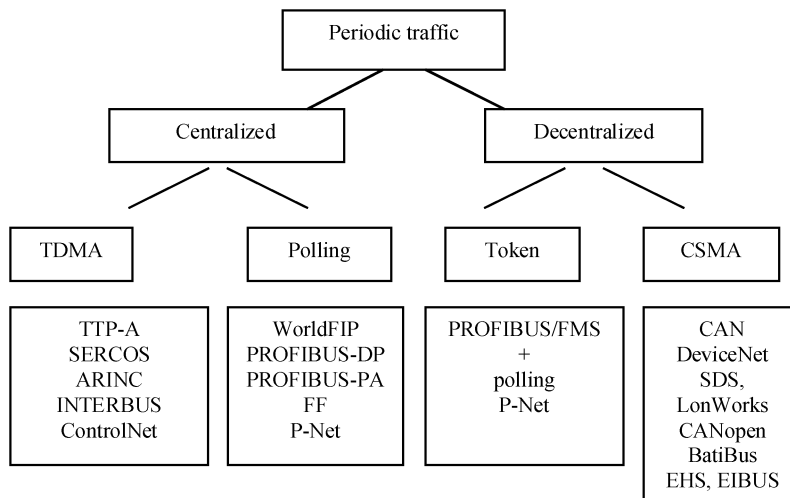 Periodic traffic
Centralized
Decentralized
TDMA
Polling
Token
CSMA
TTP-A
SERCOS
ARINC
INTERBUS
ControlNet
WorldFIP
PROFIBUS-DP
PROFIBUS-PA
FF
P-Net
PROFIBUS/FMS
+
polling
P-Net
CAN
DeviceNet
SDS,
LonWorks
CANopen
BatiBus
EHS, EIBUS